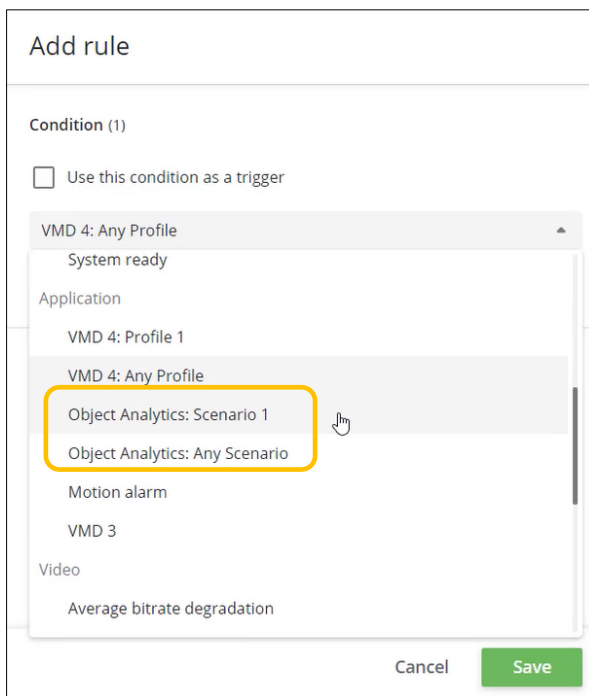 Add rule
Condition (1)
Use this condition as a trigger
VMD 4: Any Profile
System ready
Application
VMD 4: Profile 1
VMD 4: Any Profile
Object Analytics: Scenario 1
Object Analytics: Any Scenario
Motion alarm
VMD 3
Video
Average bitrate degradation
Cancel
Save